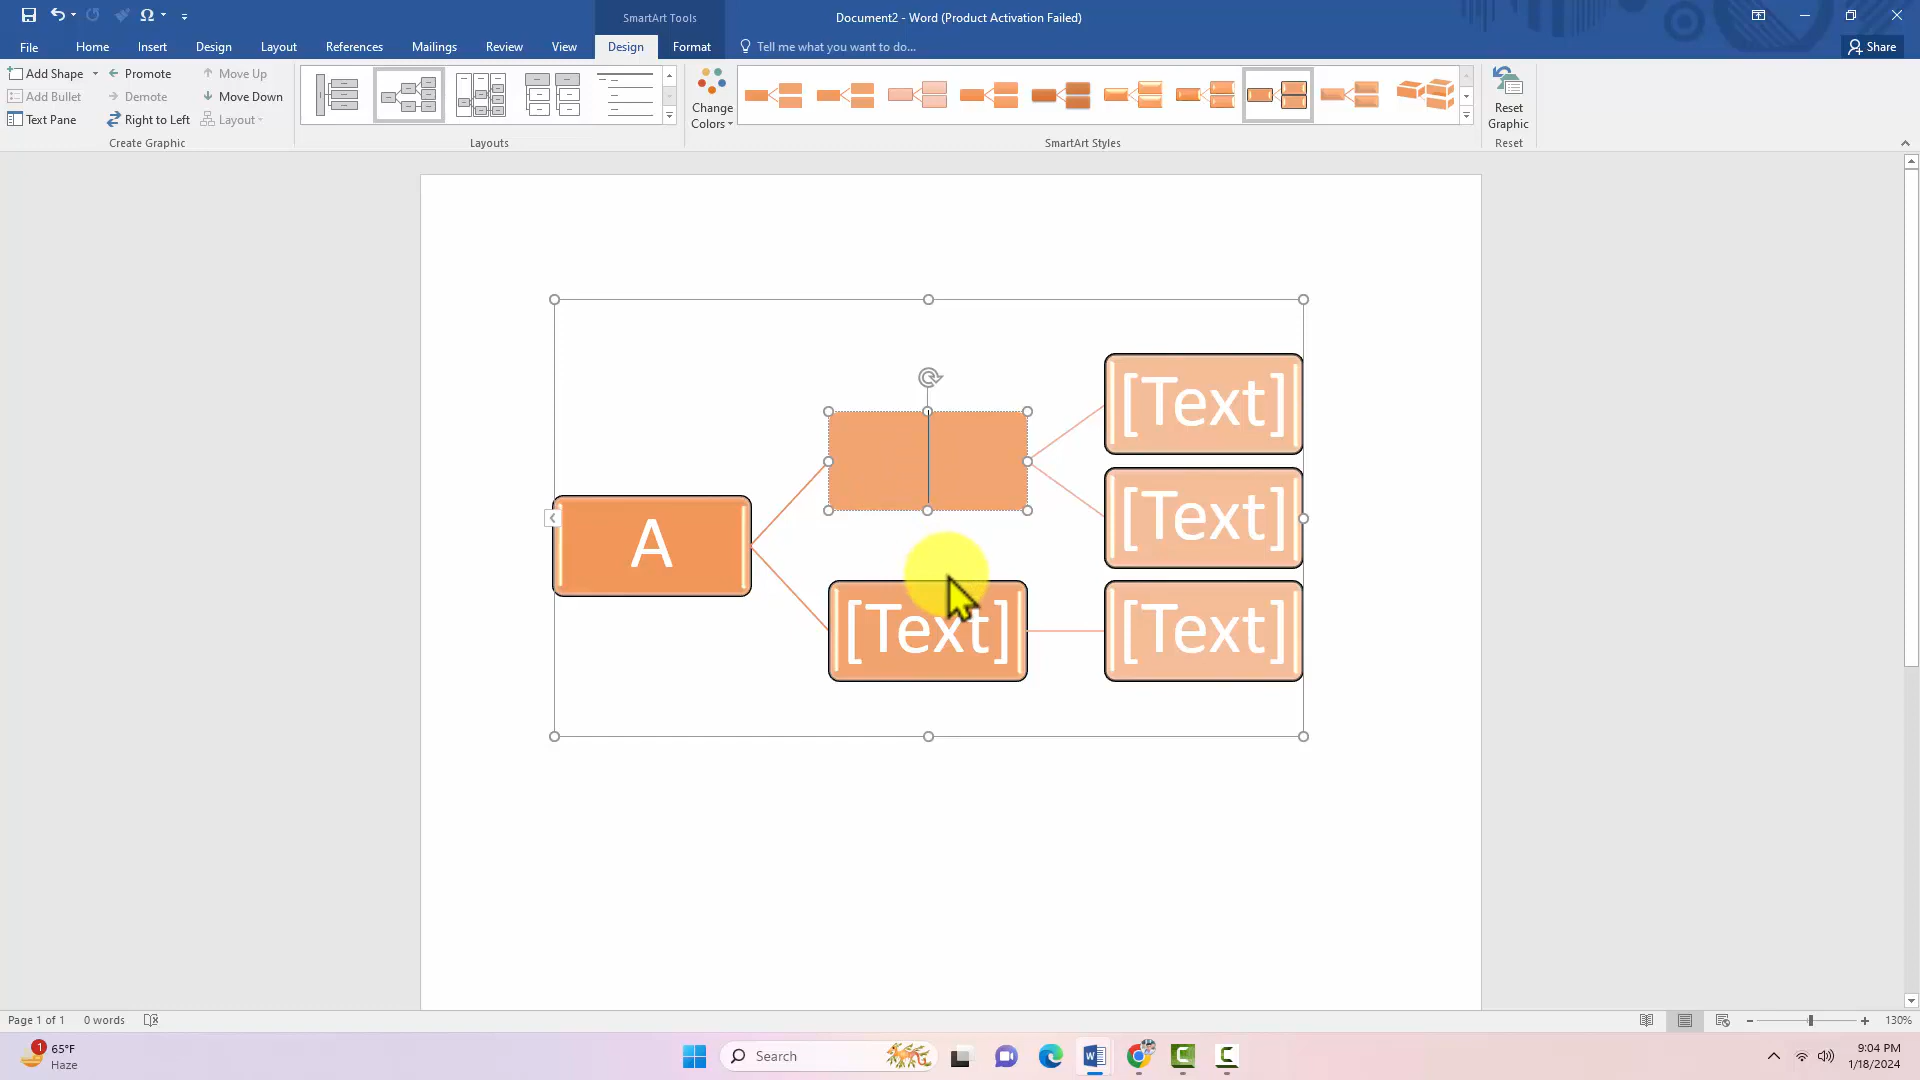 SmartArt Tools
Document2 - Word (Product Activation Failed)
File Home Insert Design Layout References Mailings Review View Design Format Tell me what you want to do... Share
Add Shape Promote Move Up
Add Bullet Demote Move Down
Text Pane Right to Left Layout
Create Graphic
Layouts
Change
Colors
SmartArt Styles
Reset
Graphic
Reset
[Text]
[Text]
A
[Text]
[Text]
Page 1 of 1 0 words
130%
1
65°F
Haze
Search
9:04 PM
1/18/2024